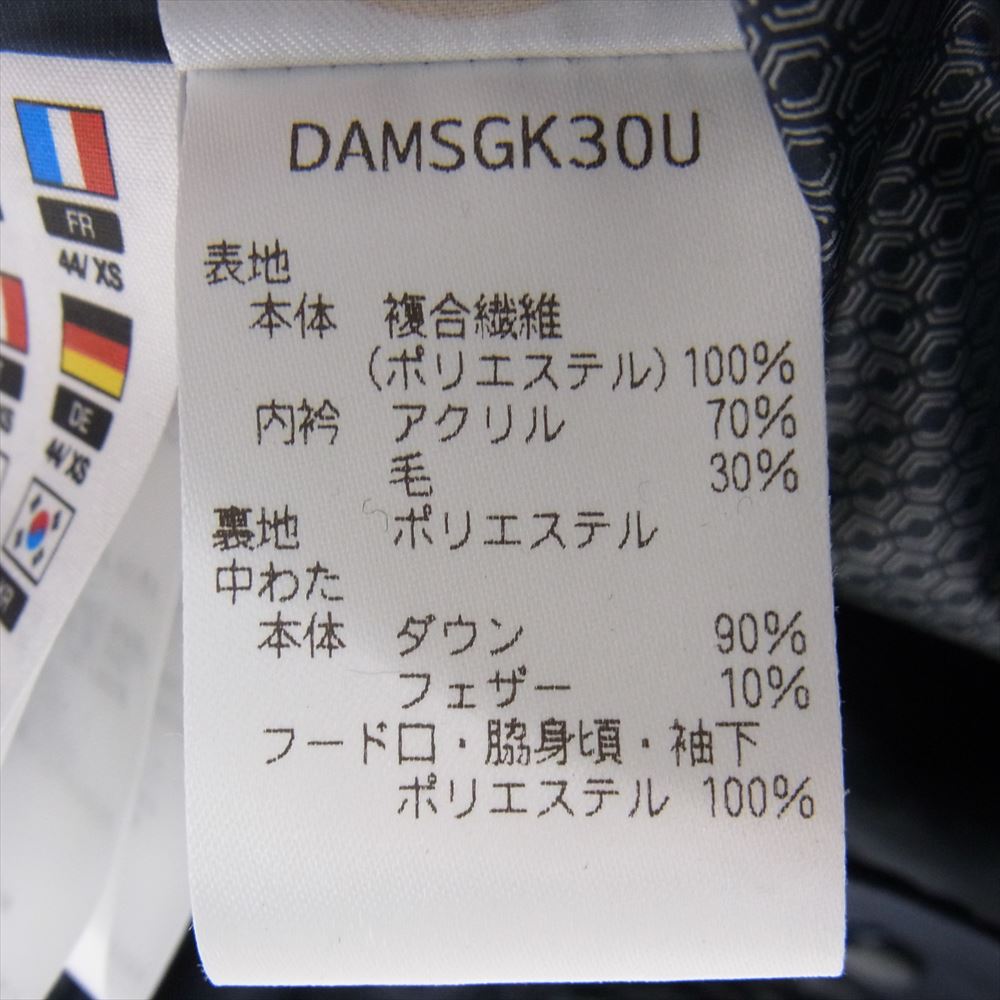 DAMSGK30U
表地
本体 複合繊維
(ポリエステル) 100%
内衿 アクリル 70%
毛 30%
裏地 ポリエステル
中わた
本体 ダウン 90%
フェザー 10%
フードロ・脇身頃・袖下
ポリエステル 100%
FR
44/XS
DE
44/XS